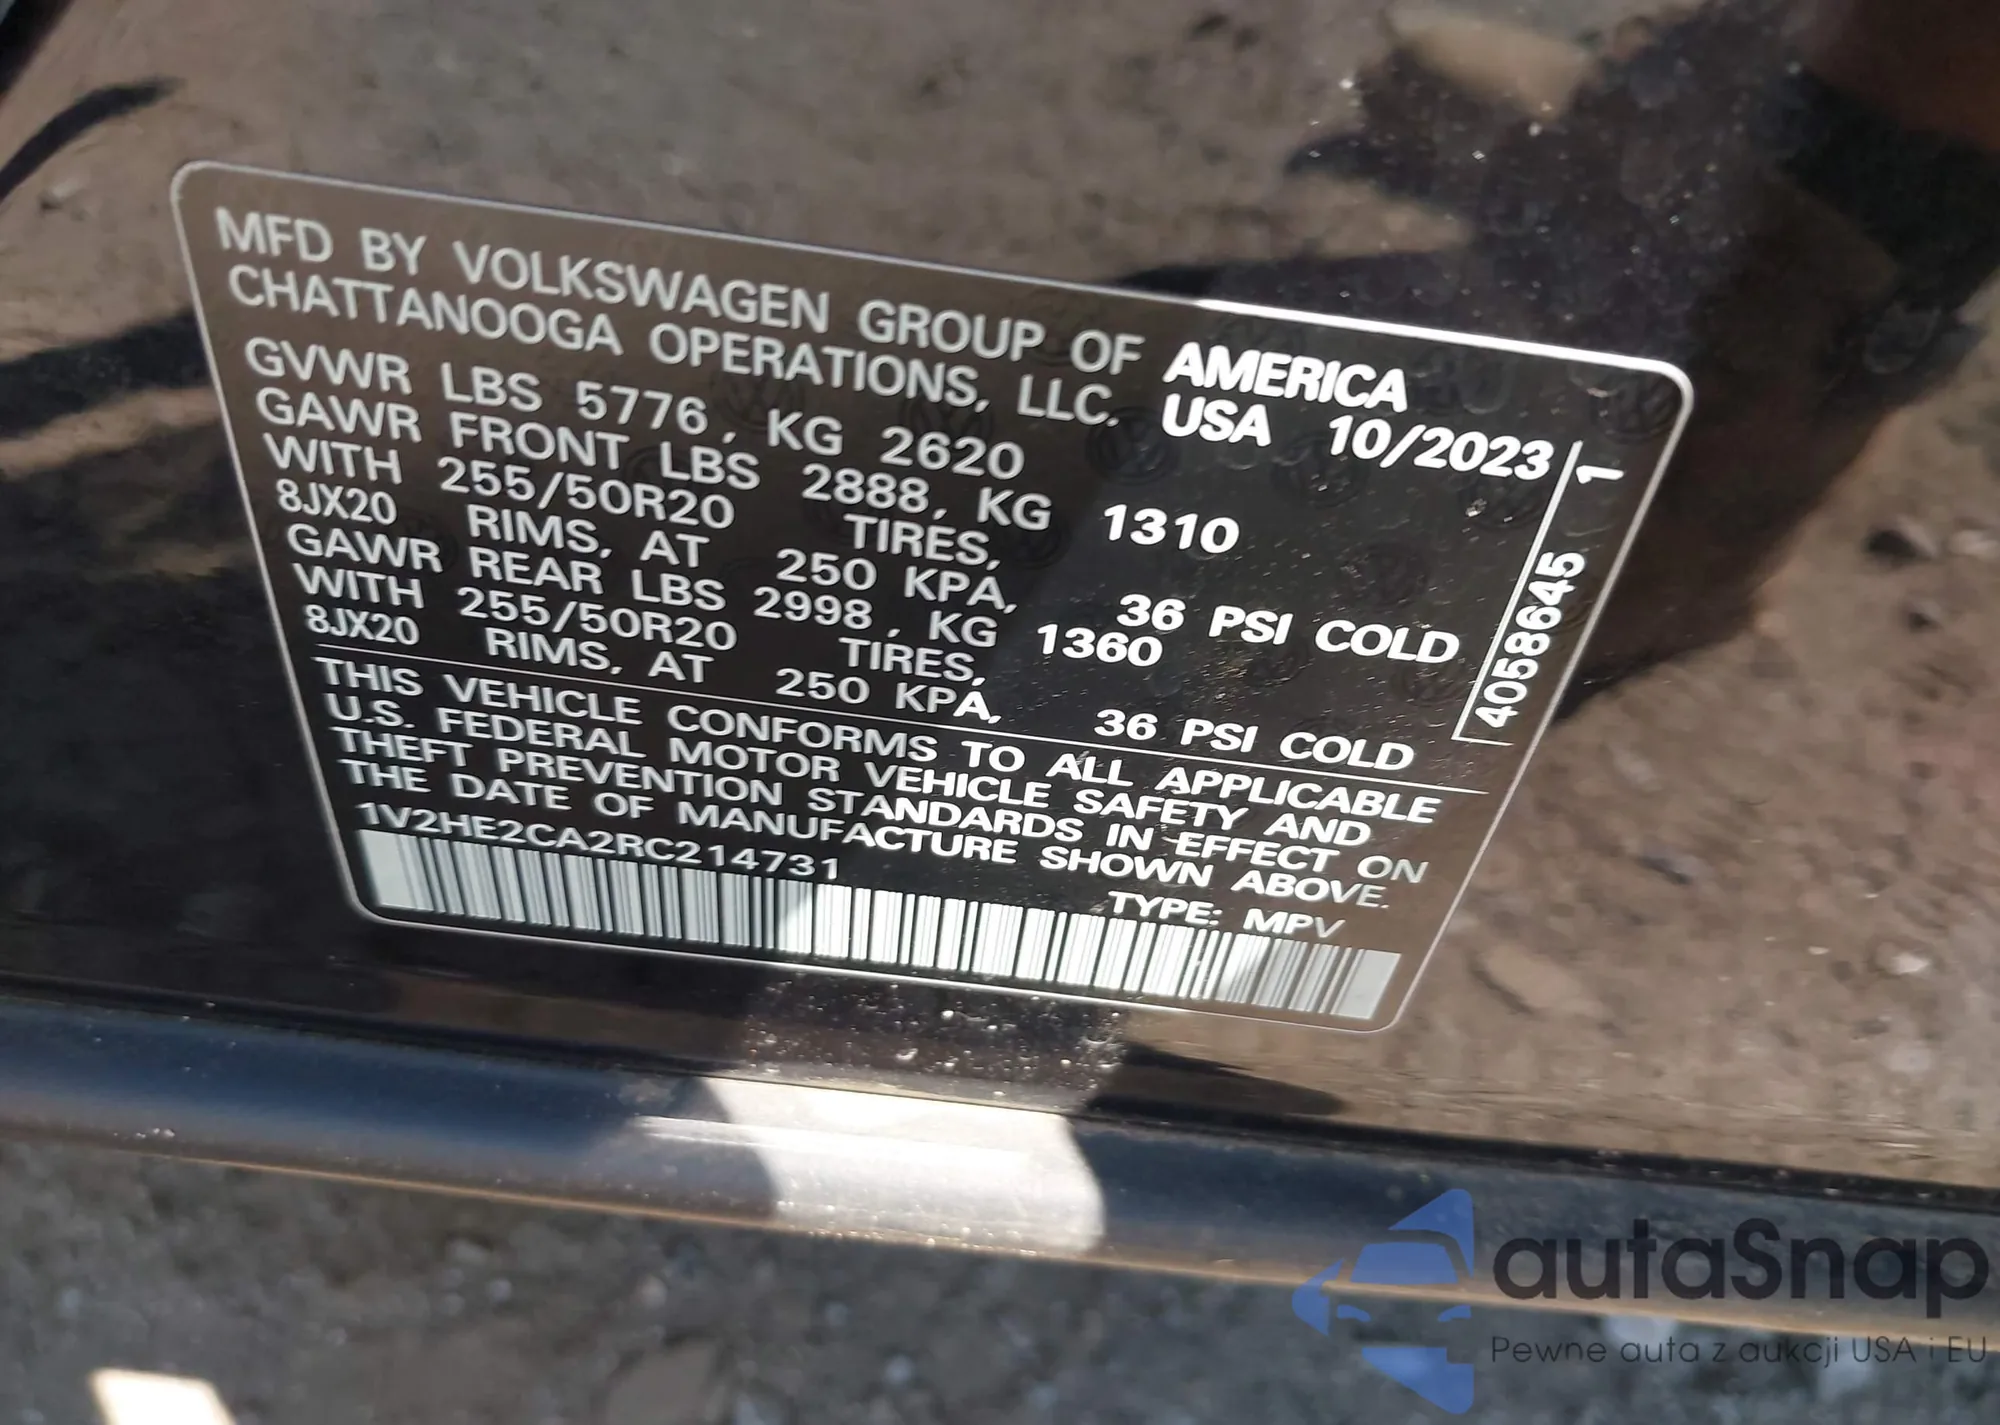 MFD BY VOLKSWAGEN GROUP OF AMERICA
CHATTANOOGA OPERATIONS, LLC. USA 10/2023
GVWR LBS 5776, KG 2620
GAWR FRONT LBS 2888, KG 1310
WITH 255/50R20 TIRES,
8JX20 RIMS, AT 250 KPA, 36 PSI COLD
GAWR REAR LBS 2998, KG 1360
WITH 255/50R20 TIRES,
8JX20 RIMS, AT 250 KPA, 36 PSI COLD
4058645 1
THIS VEHICLE CONFORMS TO ALL APPLICABLE
U.S. FEDERAL MOTOR VEHICLE SAFETY AND
THEFT PREVENTION STANDARDS IN EFFECT ON
THE DATE OF MANUFACTURE SHOWN ABOVE.
1V2HE2CA2RC214731 TYPE: MPV
autaSnap
Pewne auta z aukcji USA i EU